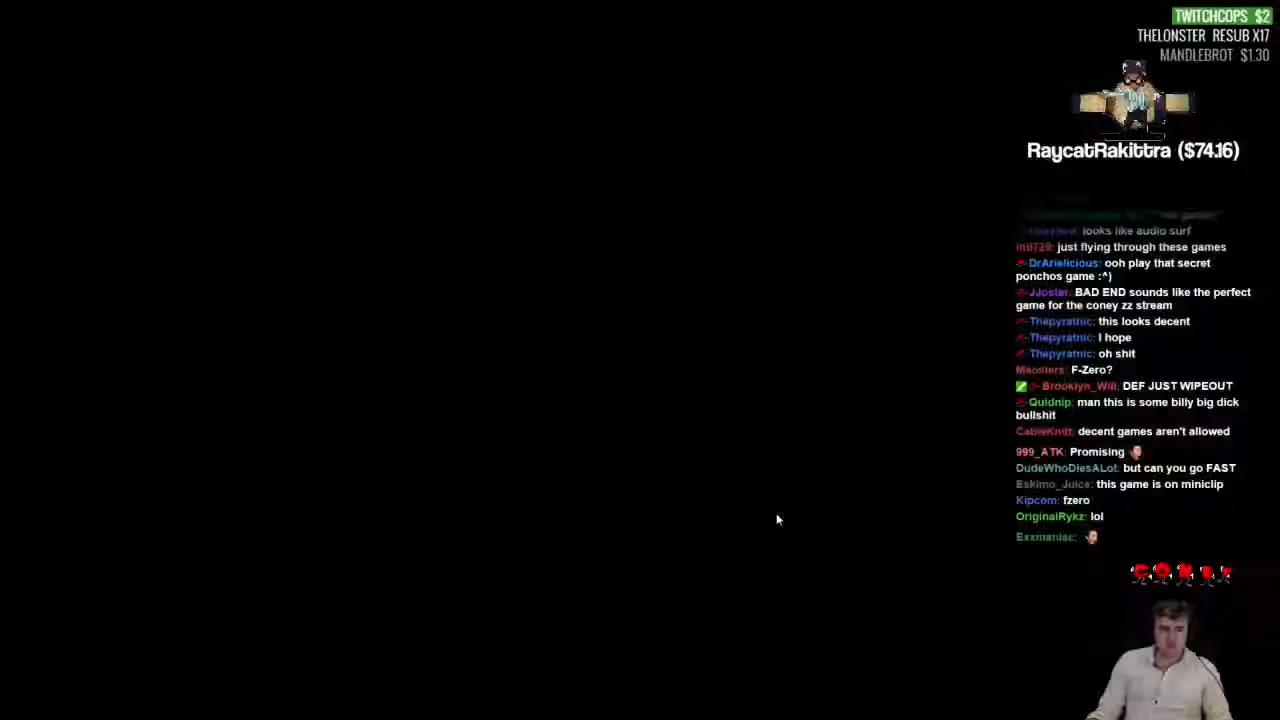 TWITCHCOPS $2
THELONSTER RESUB X17
MANDLEBROT $1.30
RaycatRakittra ($74.16)
looks like audio surf
just flying through these games
DrArielicious: ooh play that secret
ponchos game :^)
JJostar: BAD END sounds like the perfect
game for the coney zz stream
Thepyratnic: this looks decent
Thepyratnic: I hope
Thepyratnic: oh shit
F-Zero?
Brooklyn_Will: DEF JUST WIPEOUT
Quidnip: man this is some billy big dick
bullshit
CableKnit: decent games aren't allowed
999_ATK: Promising
DudeWhoDiesALot: but can you go FAST
Eskimo_Juice: this game is on miniclip
Kipcom: fzero
OriginalRykz: lol
Exxmaniac:
CONEY